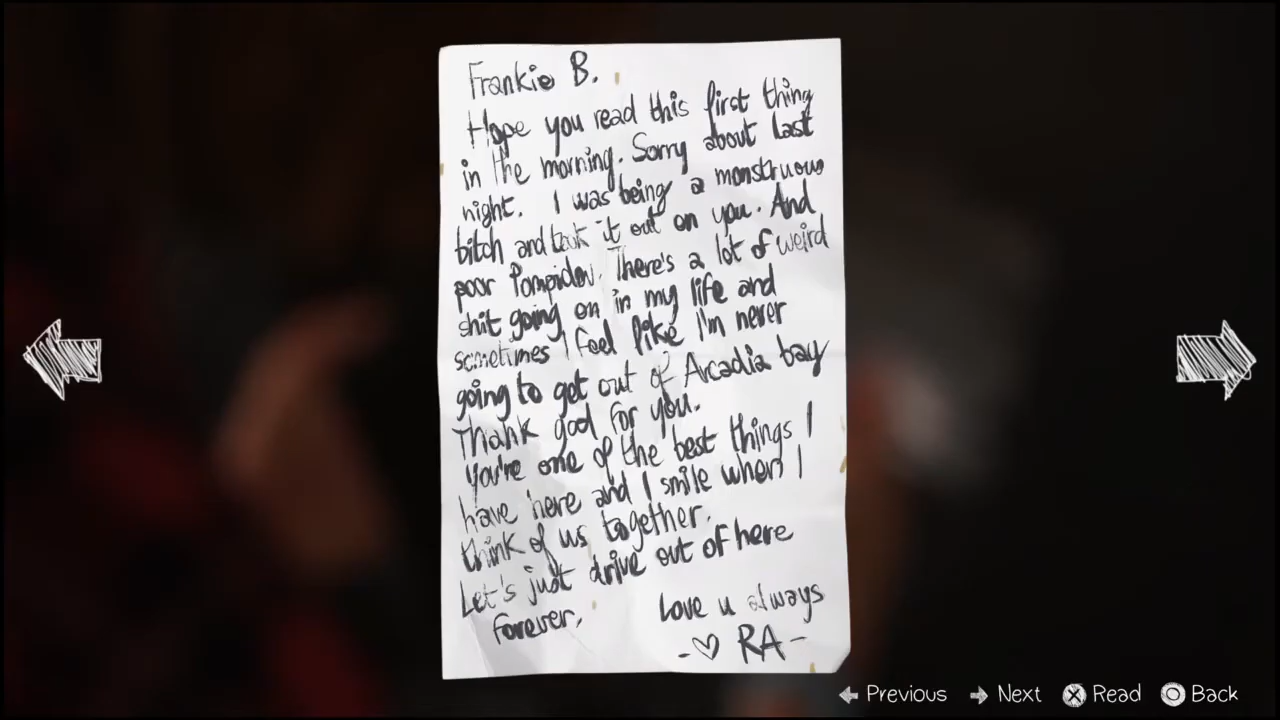 Frankie B.
Hope you read this first thing
in the morning. Sorry about last
night. I was being a monstruous
bitch and took it out on you. And
poor Pompidou. There's a lot of weird
shit going on in my life and
sometimes I feel like I'm never
going to get out of Arcadia bay
Thank god for you.
You're one of the best things I
have here and I smile when I
think of us together.
Let's just drive out of here
forever.
Love u always
-♡ RA-
Previous Next Read Back